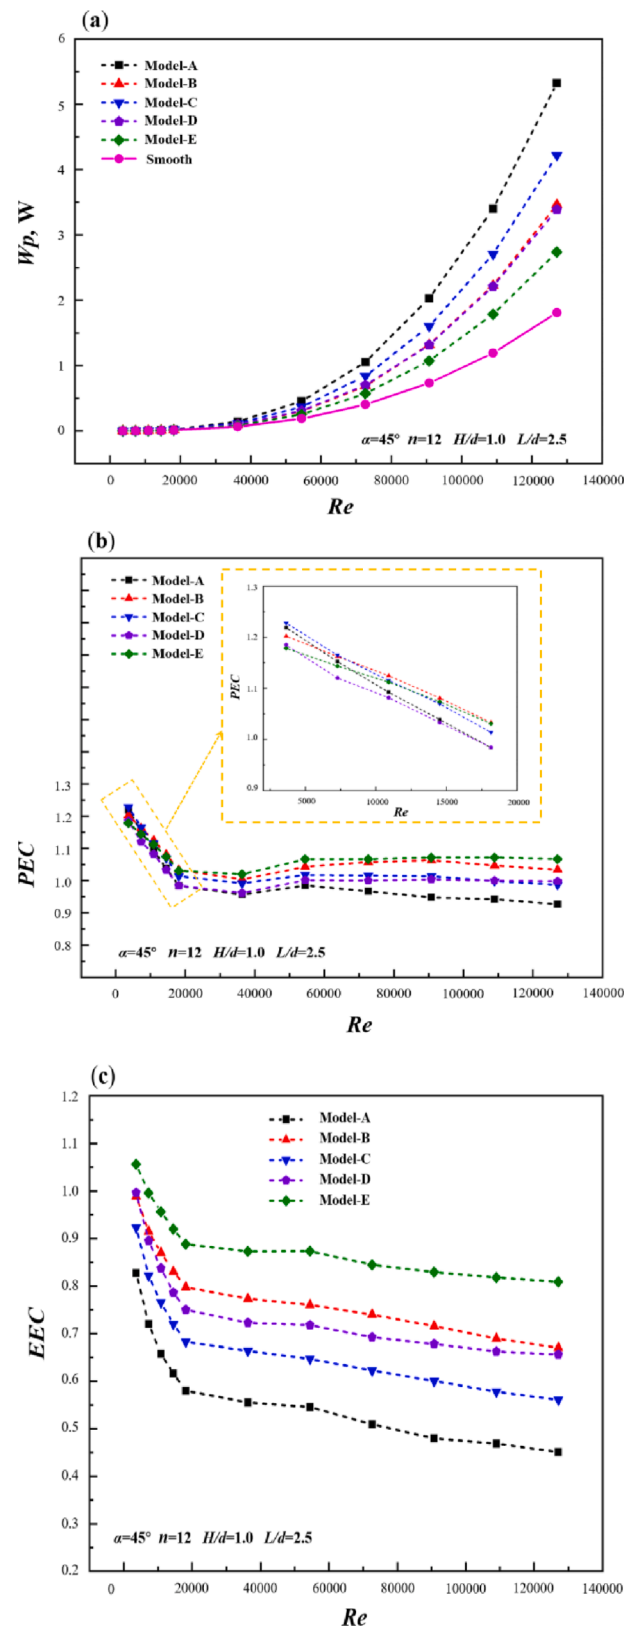 (a)
Model-A
Model-B
Model-C
Model-D
Model-E
Smooth
6
5
4
3
2
1
0
Wp, W
α=45° n=12 H/d=1.0 L/d=2.5
0 20000 40000 60000 80000 100000 120000 140000
Re
(b)
Model-A
Model-B
Model-C
Model-D
Model-E
1.3
1.2
1.1
1.0
0.9
PEC
5000 10000 15000 20000
Re
1.3
1.2
1.1
1.0
0.9
0.8
PEC
α=45° n=12 H/d=1.0 L/d=2.5
0 20000 40000 60000 80000 100000 120000 140000
Re
(c)
Model-A
Model-B
Model-C
Model-D
Model-E
1.2
1.1
1.0
0.9
0.8
0.7
0.6
0.5
0.4
0.3
0.2
EEC
α=45° n=12 H/d=1.0 L/d=2.5
0 20000 40000 60000 80000 100000 120000 140000
Re